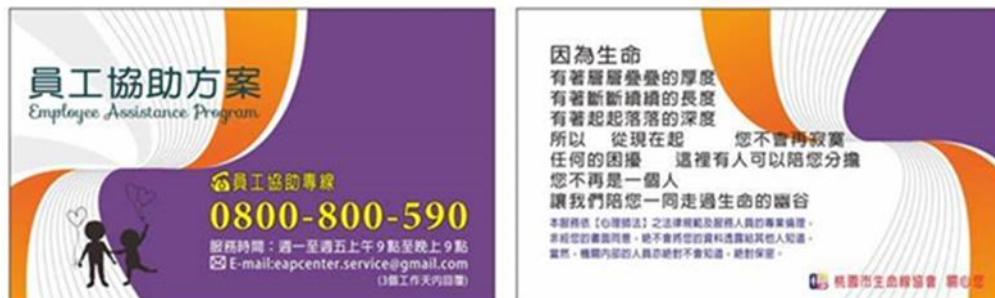 員工協助方案
Employee Assistance Program
☎員工協助專線
0800-800-590
服務時間：週一至週五上午9點至晚上9點
✉E-mail:eapcenter.service@gmail.com
(3個工作天內回覆)
因為生命
有著層層疊疊的厚度
有著斷斷續續的長度
有著起起落落的深度
所以 從現在起 您不會再寂寞
任何的困擾 這裡有人可以陪您分擔
您不再是一個人
讓我們陪您一同走過生命的幽谷
本服務依【心理師法】之法律規範及服務人員的專業倫理，
非經您的書面同意，絕不會將您的資料透露給其他人知道，
當然，機關內部的人員亦絕對不會知道，絕對保密。
桃園市生命線協會 關心您